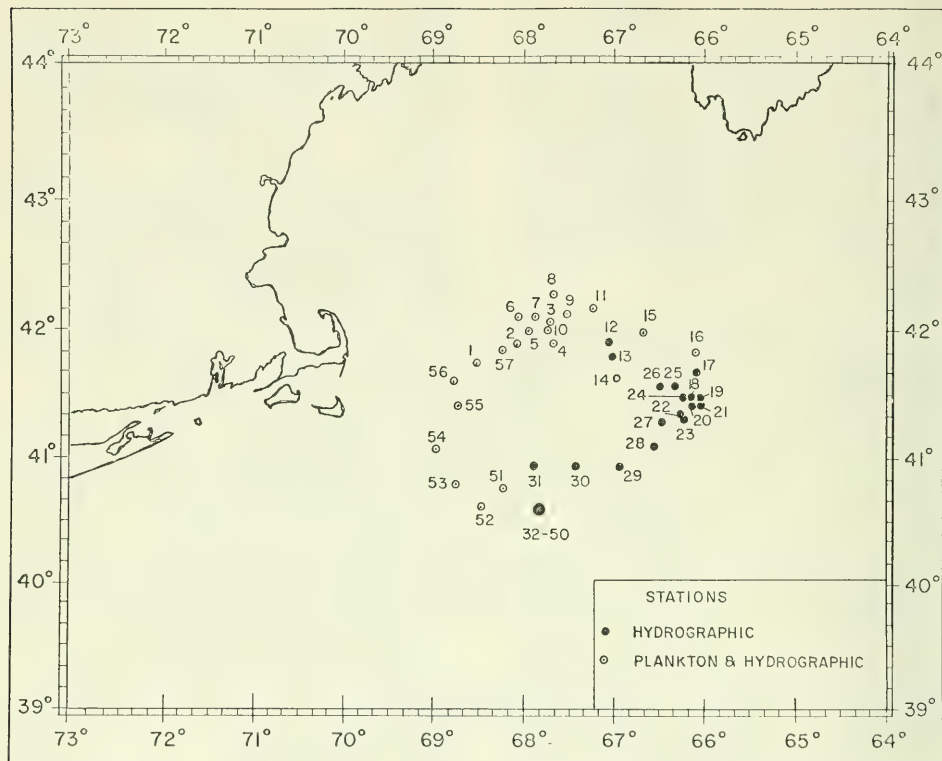 73° 72° 71° 70° 69° 68° 67° 66° 65° 64°
44° 44°
43° 43°
8
6 7 3 9 11
42° 2 10 12 15 42°
5 4 16
1 57 13 17
56 14 26 25 18
55 24 19
22 21
27 20
23
54 28
41° 41°
53 51 31 30 29
52
32-50
40° 40°
STATIONS
HYDROGRAPHIC
PLANKTON & HYDROGRAPHIC
39° 39°
73° 72° 71° 70° 69° 68° 67° 66° 65° 64°